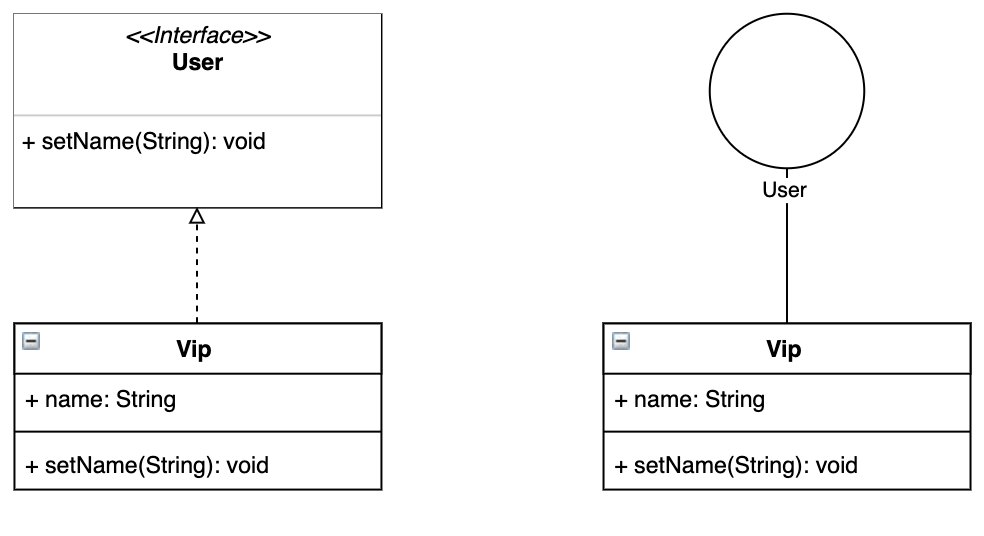 <<Interface>>
User
+ setName(String): void
Vip
+ name: String
+ setName(String): void
User
Vip
+ name: String
+ setName(String): void